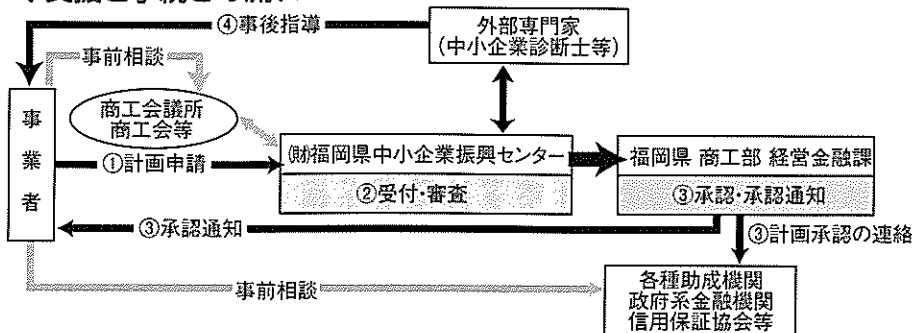 ④事後指導
外部専門家
(中小企業診断士等)
事前相談
商工会議所
商工会等
事業者
①計画申請
(財)福岡県中小企業振興センター
②受付・審査
福岡県 商工部 経営金融課
③承認・承認通知
③承認通知
③計画承認の連絡
事前相談
各種助成機関
政府系金融機関
信用保証協会等